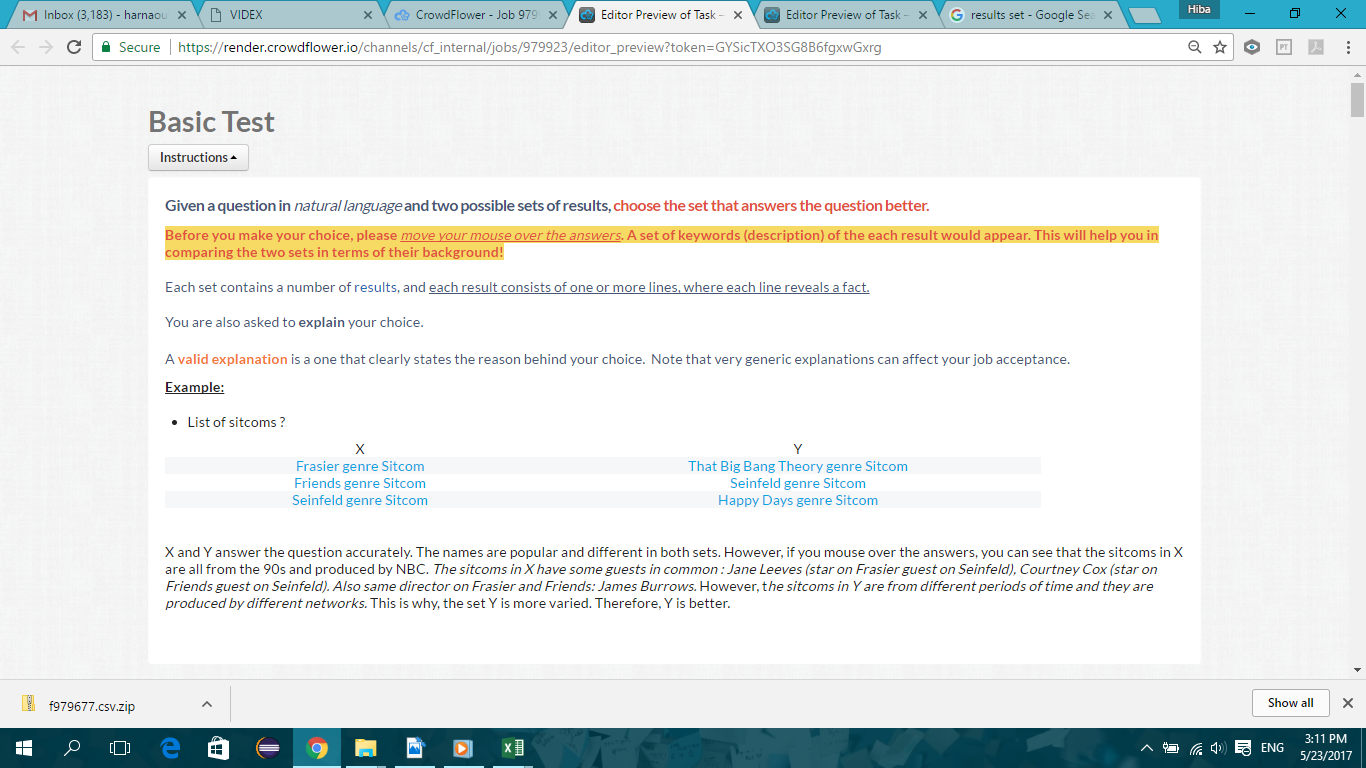 Inbox (3,183) - harnaou
VIDEX
CrowdFlower - Job 979
Editor Preview of Task -
Editor Preview of Task -
results set - Google Sea
Hiba
Secure
https://render.crowdflower.io/channels/cf_internal/jobs/979923/editor_preview?token=GYSicTXO3SG8B6fgxwGxrg
Basic Test
Instructions
Given a question in natural language and two possible sets of results, choose the set that answers the question better.
Before you make your choice, please move your mouse over the answers. A set of keywords (description) of the each result would appear. This will help you in
comparing the two sets in terms of their background!
Each set contains a number of results, and each result consists of one or more lines, where each line reveals a fact.
You are also asked to explain your choice.
A valid explanation is a one that clearly states the reason behind your choice. Note that very generic explanations can affect your job acceptance.
Example:
• List of sitcoms ?
X Y
Frasier genre Sitcom That Big Bang Theory genre Sitcom
Friends genre Sitcom Seinfeld genre Sitcom
Seinfeld genre Sitcom Happy Days genre Sitcom
X and Y answer the question accurately. The names are popular and different in both sets. However, if you mouse over the answers, you can see that the sitcoms in X
are all from the 90s and produced by NBC. The sitcoms in X have some guests in common : Jane Leeves (star on Frasier guest on Seinfeld), Courtney Cox (star on
Friends guest on Seinfeld). Also same director on Frasier and Friends: James Burrows. However, the sitcoms in Y are from different periods of time and they are
produced by different networks. This is why, the set Y is more varied. Therefore, Y is better.
f979677.csv.zip
Show all
ENG
3:11 PM
5/23/2017